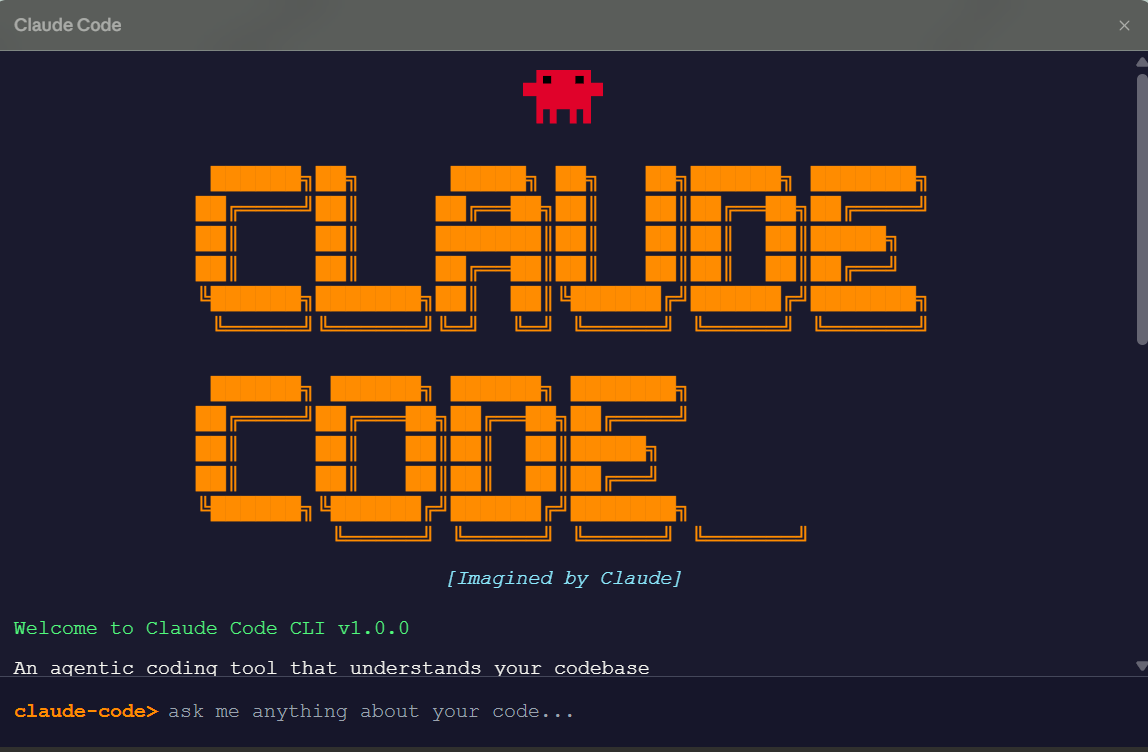 Claude Code
CLAUDE
CODE
[Imagined by Claude]
Welcome to Claude Code CLI v1.0.0
An agentic coding tool that understands your codebase
claude-code> ask me anything about your code...